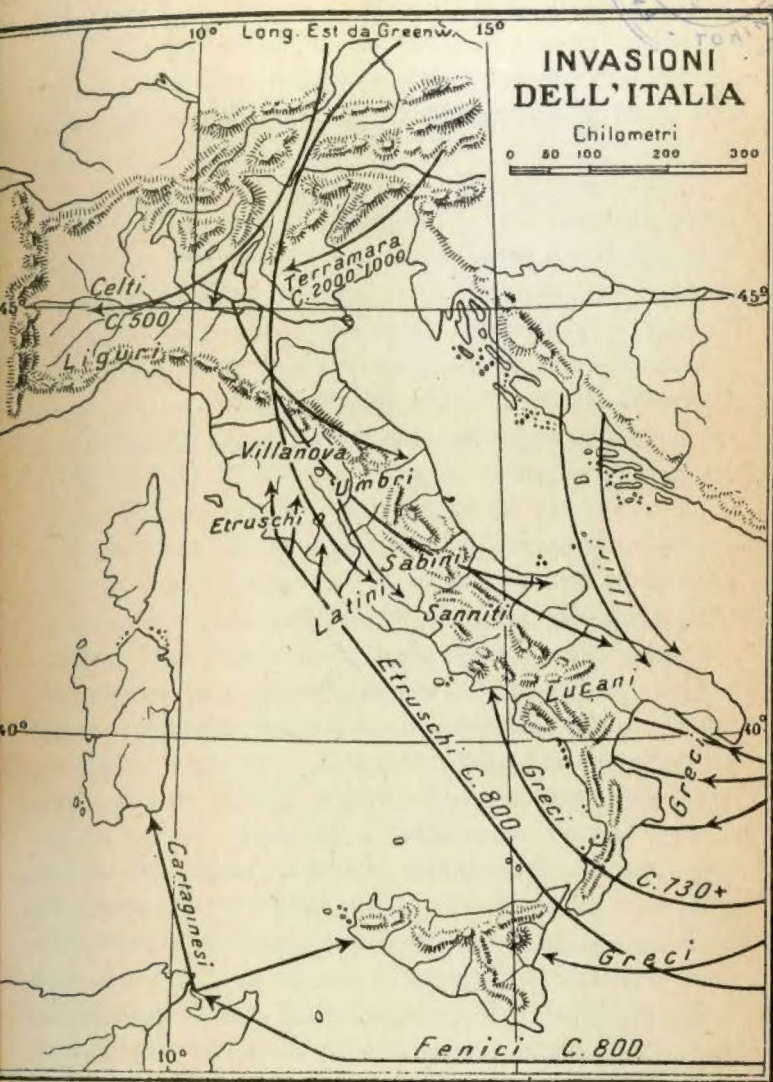 10° Long. Est da Greenw. 15°
INVASIONI
DELL'ITALIA
Chilometri
0 50 100 200 300
Terramara
C. 2000-1000
Celti
45° 45°
C. 500
Liguri
Villanova
Umbri
Etruschi
Sabini
Illiri
Latini
Sanniti
Lucani
40° 40°
Etruschi C. 800
Greci
Greci
C. 730+
Cartaginesi
Greci
10°
Fenici C. 800